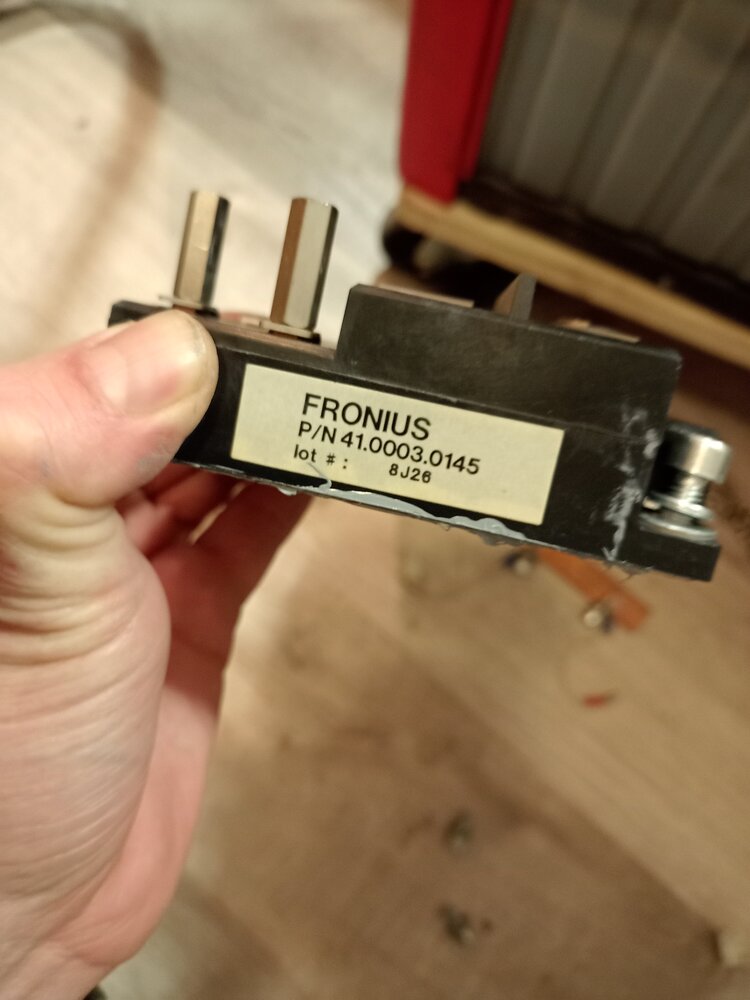 FRONIUS
P/N 41.0003.0145
lot # : 8J26